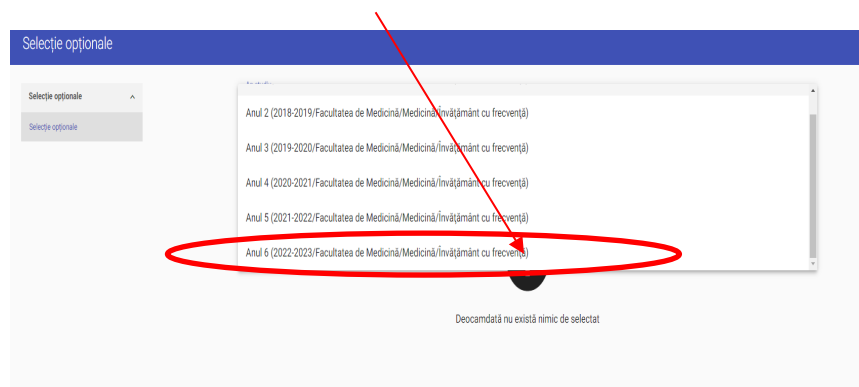 Selecție opționale
Selecție opționale
Selecție opționale
Anul 2 (2018-2019/Facultatea de Medicină/Medicină/Învățământ cu frecvență)
Anul 3 (2019-2020/Facultatea de Medicină/Medicină/Învățământ cu frecvență)
Anul 4 (2020-2021/Facultatea de Medicină/Medicină/Învățământ cu frecvență)
Anul 5 (2021-2022/Facultatea de Medicină/Medicină/Învățământ cu frecvență)
Anul 6 (2022-2023/Facultatea de Medicină/Medicină/Învățământ cu frecvență)
Deocamdată nu există nimic de selectat